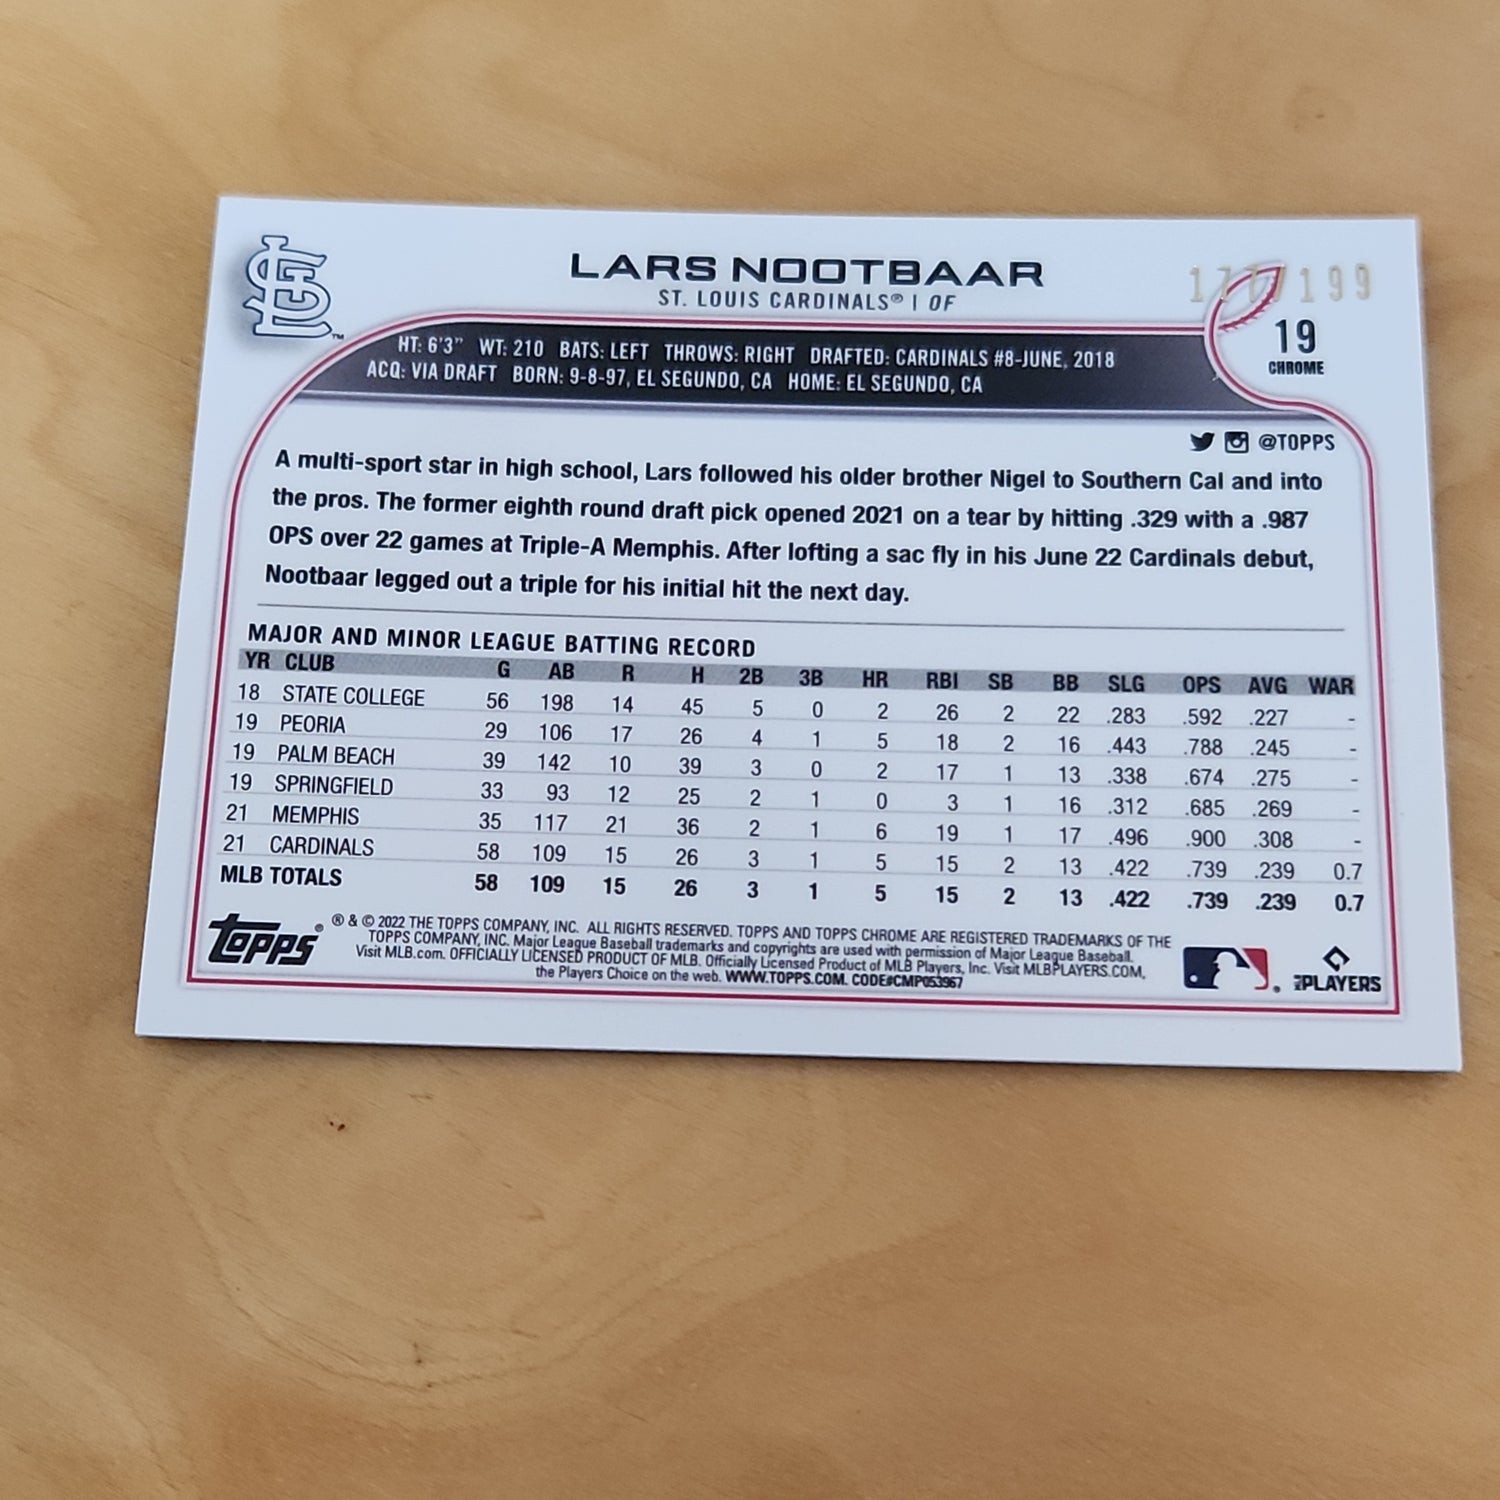 LARS NOOTBAAR
ST. LOUIS CARDINALS® | OF
/199
19
CHROME
HT: 6'3" WT: 210 BATS: LEFT THROWS: RIGHT DRAFTED: CARDINALS #8-JUNE, 2018
ACQ: VIA DRAFT BORN: 9-8-97, EL SEGUNDO, CA HOME: EL SEGUNDO, CA
@TOPPS
A multi-sport star in high school, Lars followed his older brother Nigel to Southern Cal and into
the pros. The former eighth round draft pick opened 2021 on a tear by hitting .329 with a .987
OPS over 22 games at Triple-A Memphis. After lofting a sac fly in his June 22 Cardinals debut,
Nootbaar legged out a triple for his initial hit the next day.
MAJOR AND MINOR LEAGUE BATTING RECORD
YR CLUB G AB R H 2B 3B HR RBI SB BB SLG OPS AVG WAR
18 STATE COLLEGE 56 198 14 45 5 0 2 26 2 22 .283 .592 .227 -
19 PEORIA 29 106 17 26 4 1 5 18 2 16 .443 .788 .245 -
19 PALM BEACH 39 142 10 39 3 0 2 17 1 13 .338 .674 .275 -
19 SPRINGFIELD 33 93 12 25 2 1 0 3 1 16 .312 .685 .269 -
21 MEMPHIS 35 117 21 36 2 1 6 19 1 17 .496 .900 .308 -
21 CARDINALS 58 109 15 26 3 1 5 15 2 13 .422 .739 .239 0.7
MLB TOTALS 58 109 15 26 3 1 5 15 2 13 .422 .739 .239 0.7
topps®
® & © 2022 THE TOPPS COMPANY, INC. ALL RIGHTS RESERVED. TOPPS AND TOPPS CHROME ARE REGISTERED TRADEMARKS OF THE
TOPPS COMPANY, INC. Major League Baseball trademarks and copyrights are used with permission of Major League Baseball.
Visit MLB.com. OFFICIALLY LICENSED PRODUCT OF MLB. Officially Licensed Product of MLB Players, Inc. Visit MLBPLAYERS.COM,
the Players Choice on the web. WWW.TOPPS.COM. CODE#CMP053967
PLAYERS